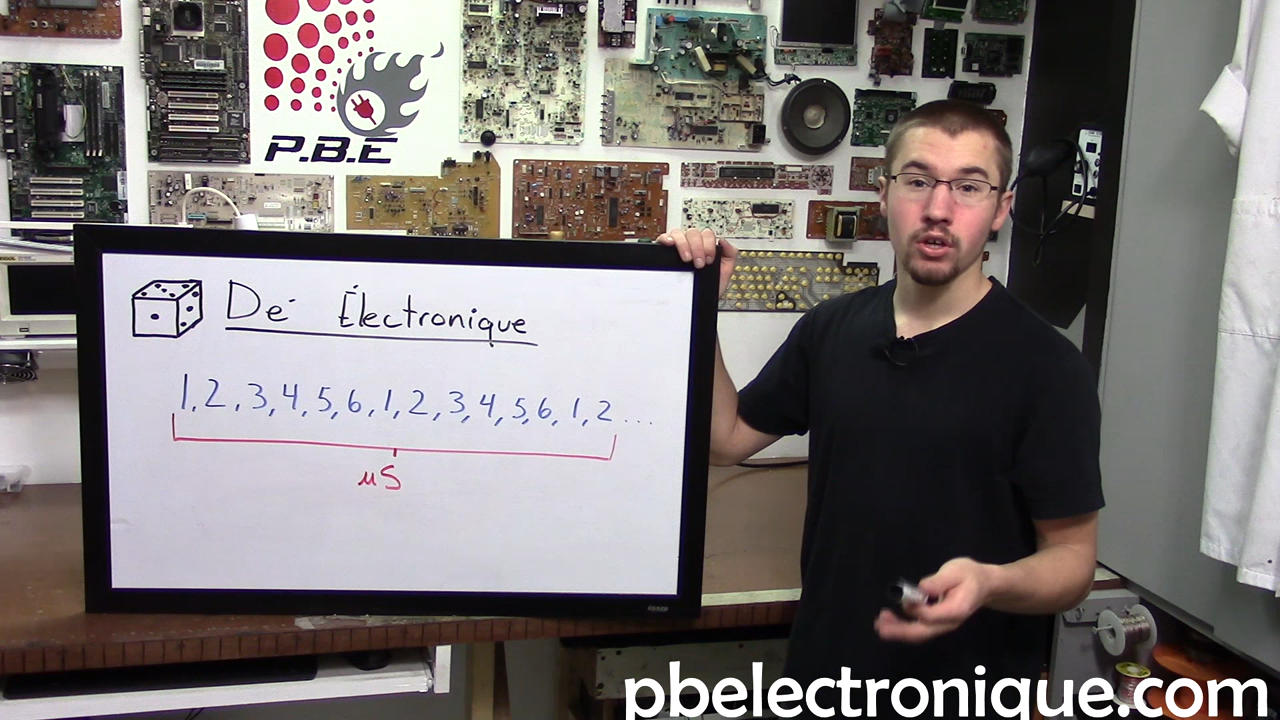 P.B.E
Dé Électronique
1, 2, 3, 4, 5, 6, 1, 2, 3, 4, 5, 6, 1, 2 ...
µS
pbelectronique.com